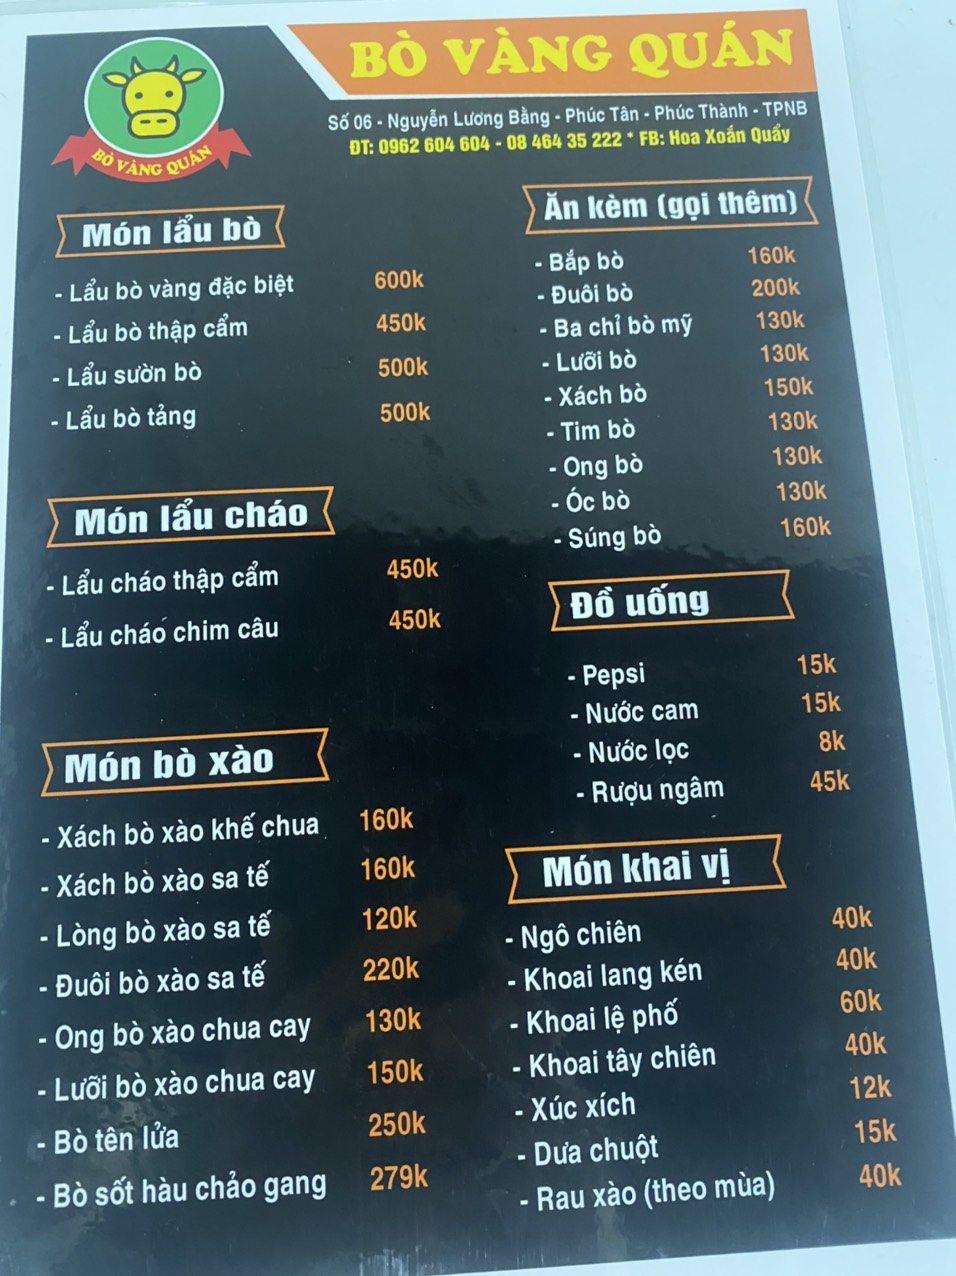 BÒ VÀNG QUÁN
BÒ VÀNG QUÁN
Số 06 - Nguyễn Lương Bằng - Phúc Tân - Phúc Thành - TPNB
ĐT: 0962 604 604 - 08 464 35 222 * FB: Hoa Xoắn Quẩy
Món lẩu bò
- Lẩu bò vàng đặc biệt 600k
- Lẩu bò thập cẩm 450k
- Lẩu sườn bò 500k
- Lẩu bò tảng 500k
Món lẩu cháo
- Lẩu cháo thập cẩm 450k
- Lẩu cháo chim câu 450k
Món bò xào
- Xách bò xào khế chua 160k
- Xách bò xào sa tế 160k
- Lòng bò xào sa tế 120k
- Đuôi bò xào sa tế 220k
- Ong bò xào chua cay 130k
- Lưỡi bò xào chua cay 150k
- Bò tên lửa 250k
- Bò sốt hàu chảo gang 279k
Ăn kèm (gọi thêm)
- Bắp bò 160k
- Đuôi bò 200k
- Ba chỉ bò mỹ 130k
- Lưỡi bò 130k
- Xách bò 150k
- Tim bò 130k
- Ong bò 130k
- Óc bò 130k
- Súng bò 160k
Đồ uống
- Pepsi 15k
- Nước cam 15k
- Nước lọc 8k
- Rượu ngâm 45k
Món khai vị
- Ngô chiên 40k
- Khoai lang kén 40k
- Khoai lệ phố 60k
- Khoai tây chiên 40k
- Xúc xích 12k
- Dưa chuột 15k
- Rau xào (theo mùa) 40k